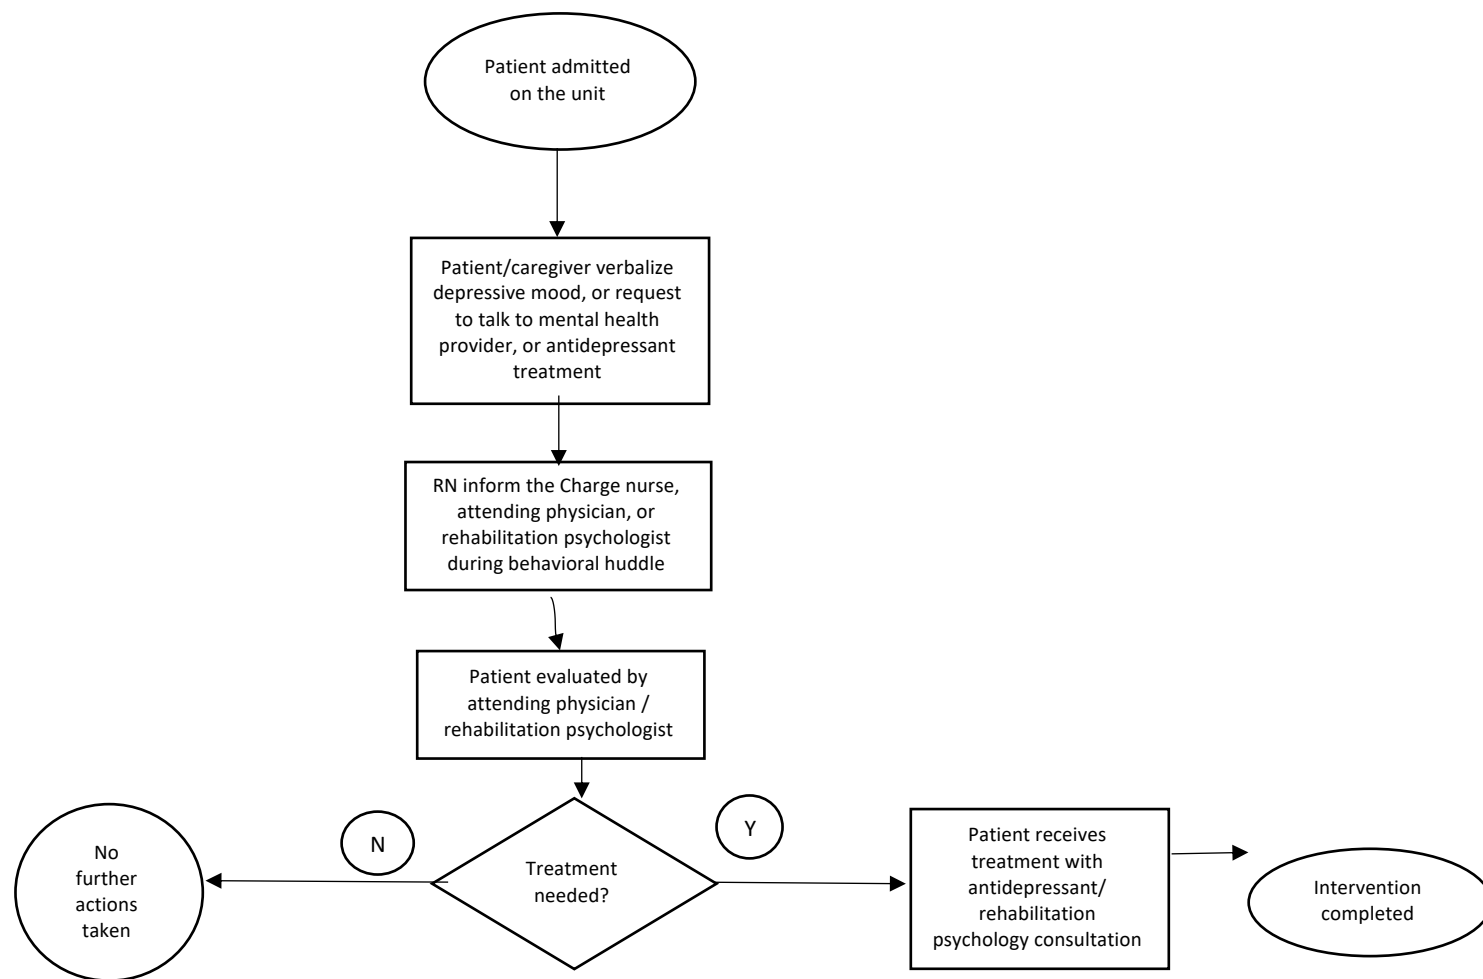 Patient admitted
on the unit
Patient/caregiver verbalize
depressive mood, or request
to talk to mental health
provider, or antidepressant
treatment
RN inform the Charge nurse,
attending physician, or
rehabilitation psychologist
during behavioral huddle
Patient evaluated by
attending physician /
rehabilitation psychologist
N
Y
No
further
actions
taken
Treatment
needed?
Patient receives
treatment with
antidepressant/
rehabilitation
psychology consultation
Intervention
completed